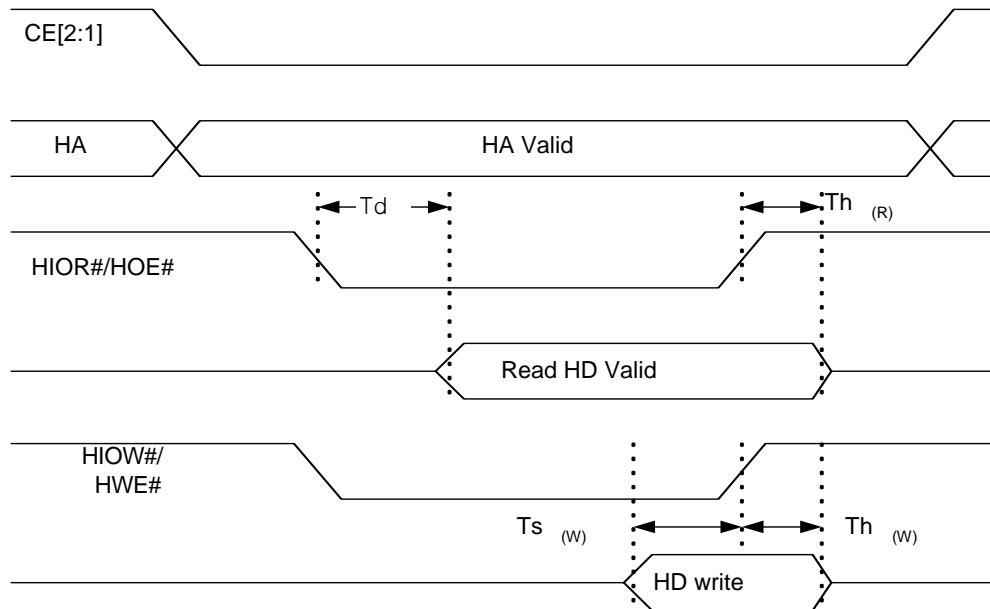 CE[2:1]
HA
HA Valid
Td
Th (R)
HIOR#/HOE#
Read HD Valid
HIOW#/
HWE#
Ts (W)
Th (W)
HD write